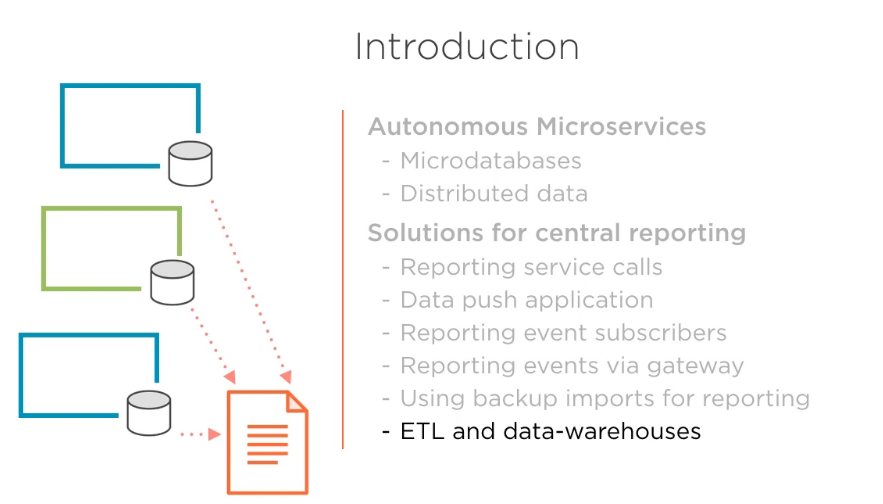 Introduction
Autonomous Microservices
- Microdatabases
- Distributed data
Solutions for central reporting
- Reporting service calls
- Data push application
- Reporting event subscribers
- Reporting events via gateway
- Using backup imports for reporting
- ETL and data-warehouses